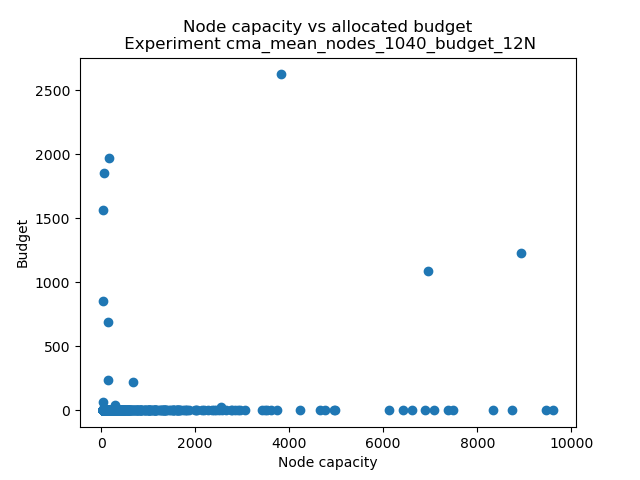 Node capacity vs allocated budget
Experiment cma_mean_nodes_1040_budget_12N
2500
2000
1500
1000
500
0
Budget
0 2000 4000 6000 8000 10000
Node capacity